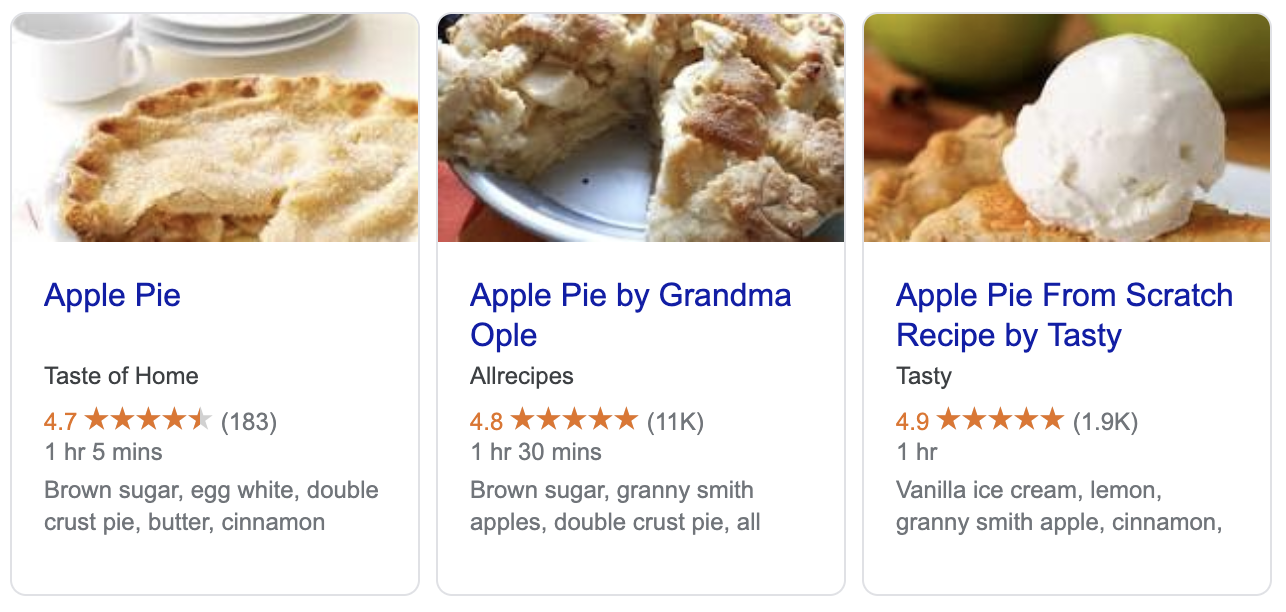 Apple Pie
Taste of Home
4.7 ★★★★★ (183)
1 hr 5 mins
Brown sugar, egg white, double
crust pie, butter, cinnamon
Apple Pie by Grandma
Ople
Allrecipes
4.8 ★★★★★ (11K)
1 hr 30 mins
Brown sugar, granny smith
apples, double crust pie, all
Apple Pie From Scratch
Recipe by Tasty
Tasty
4.9 ★★★★★ (1.9K)
1 hr
Vanilla ice cream, lemon,
granny smith apple, cinnamon,